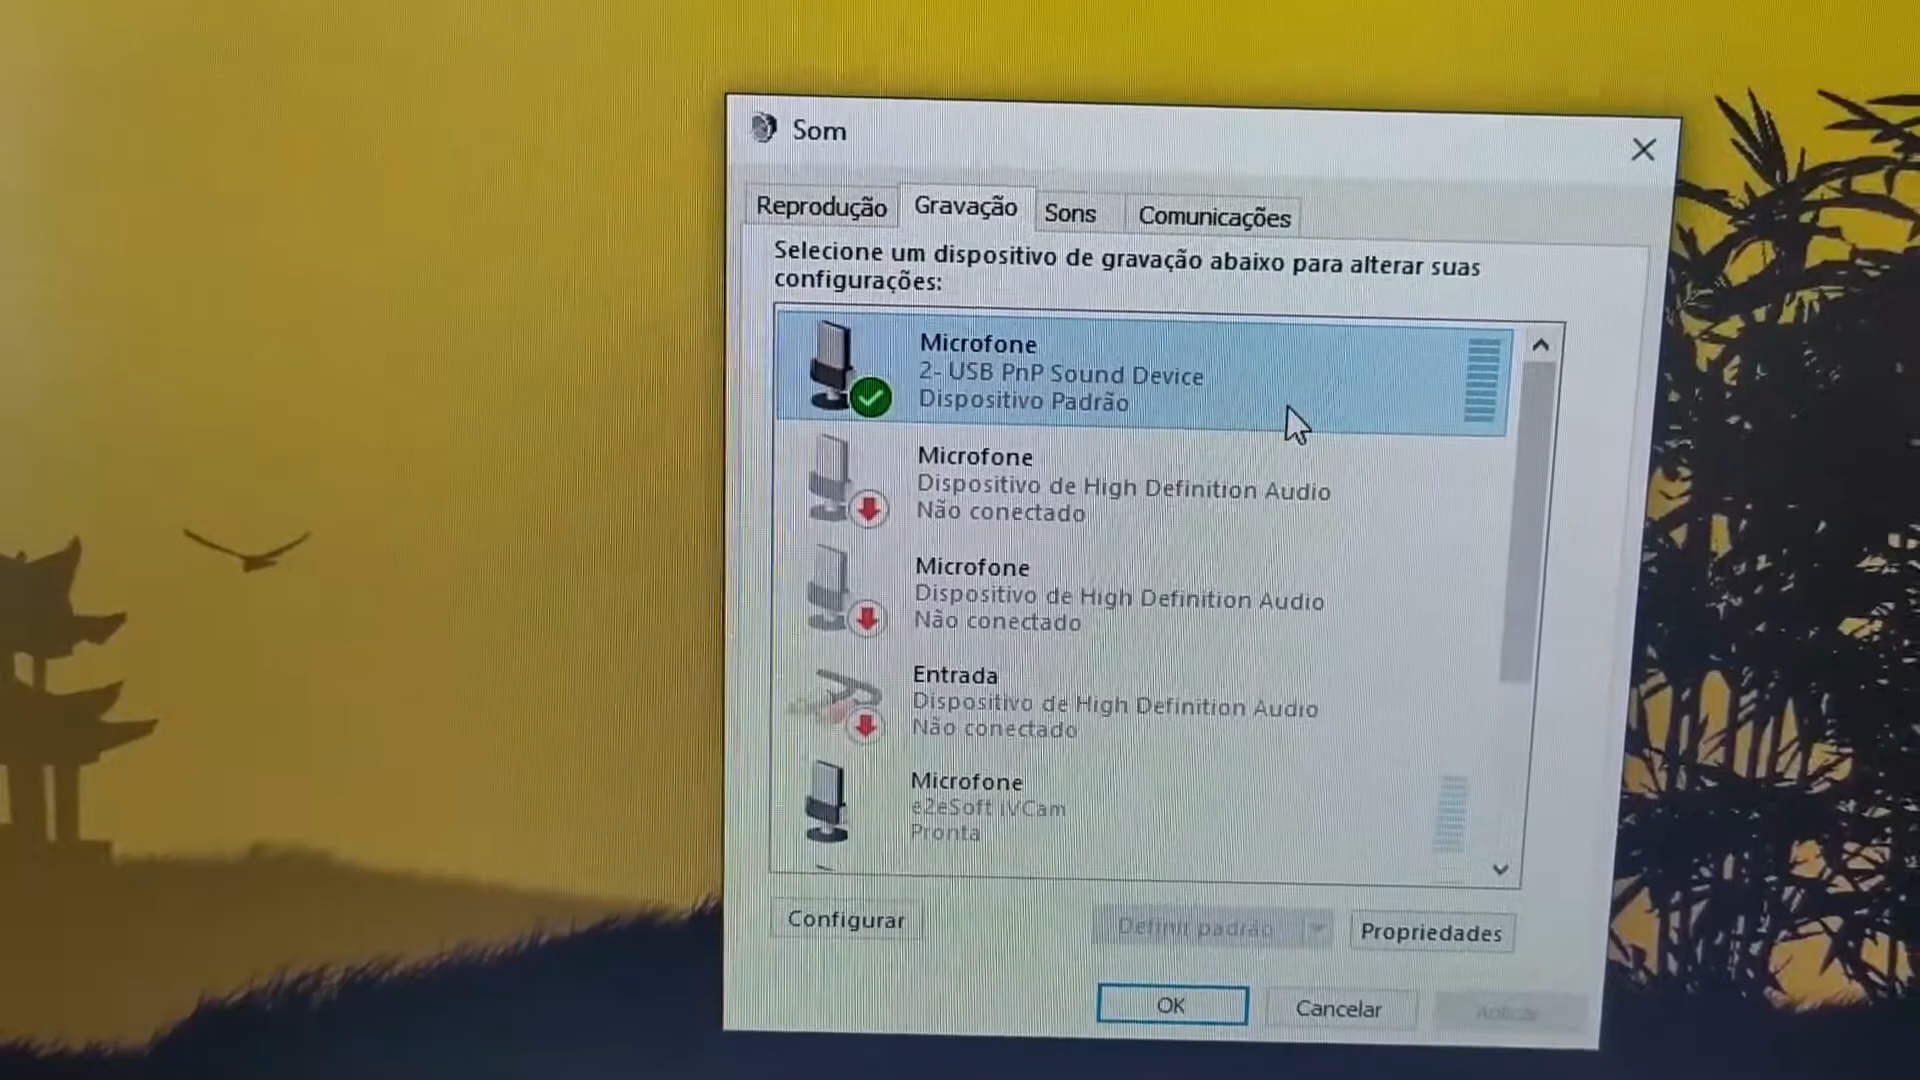 Som
Reprodução
Gravação
Sons
Comunicações
Selecione um dispositivo de gravação abaixo para alterar suas
configurações:
Microfone
2- USB PnP Sound Device
Dispositivo Padrão
Microfone
Dispositivo de High Definition Audio
Não conectado
Microfone
Dispositivo de High Definition Audio
Não conectado
Entrada
Dispositivo de High Definition Audio
Não conectado
Microfone
e2eSoft iVCam
Pronta
Configurar
Definir padrão
Propriedades
OK
Cancelar
Aplicar